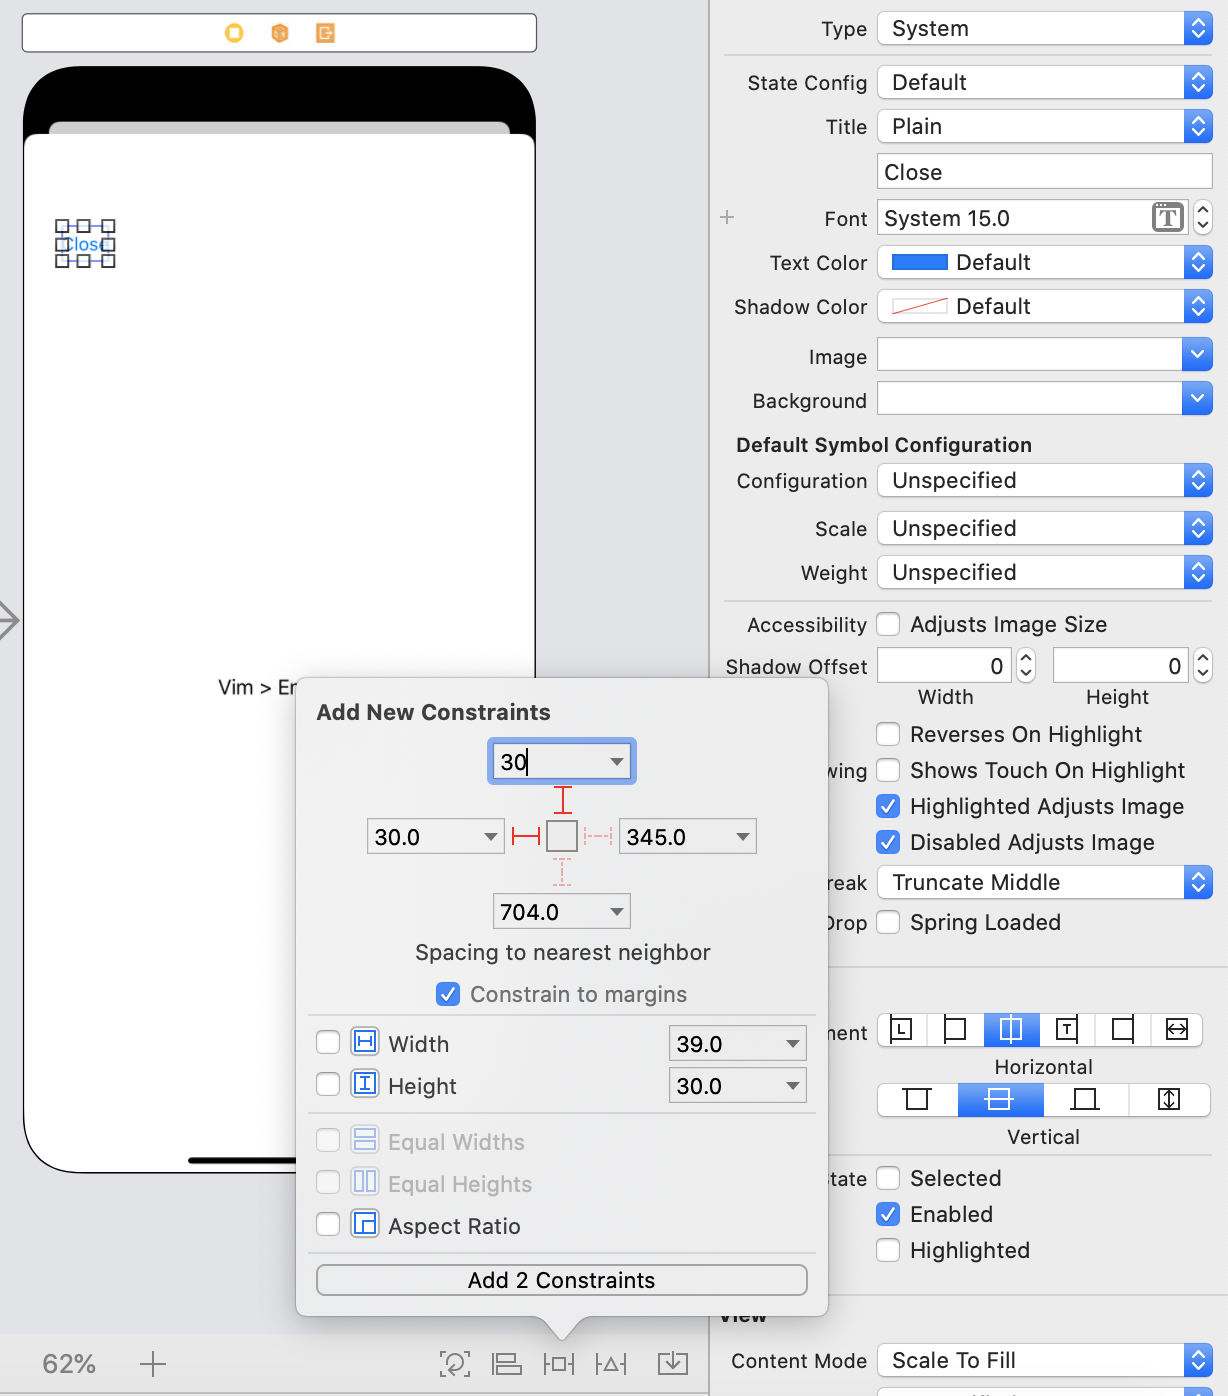 Type System
State Config Default
Title Plain
Close
Font System 15.0 T
Text Color Default
Shadow Color Default
Image
Background
Default Symbol Configuration
Configuration Unspecified
Scale Unspecified
Weight Unspecified
Accessibility Adjusts Image Size
Shadow Offset 0 0
Width Height
Reverses On Highlight
wing Shows Touch On Highlight
Highlighted Adjusts Image
Disabled Adjusts Image
reak Truncate Middle
Drop Spring Loaded
nent L T
Horizontal
Vertical
tate Selected
Enabled
Highlighted
View
Content Mode Scale To Fill
Close
Vim > Em
Add New Constraints
30
30.0 345.0
704.0
Spacing to nearest neighbor
Constrain to margins
Width 39.0
Height 30.0
Equal Widths
Equal Heights
Aspect Ratio
Add 2 Constraints
62%